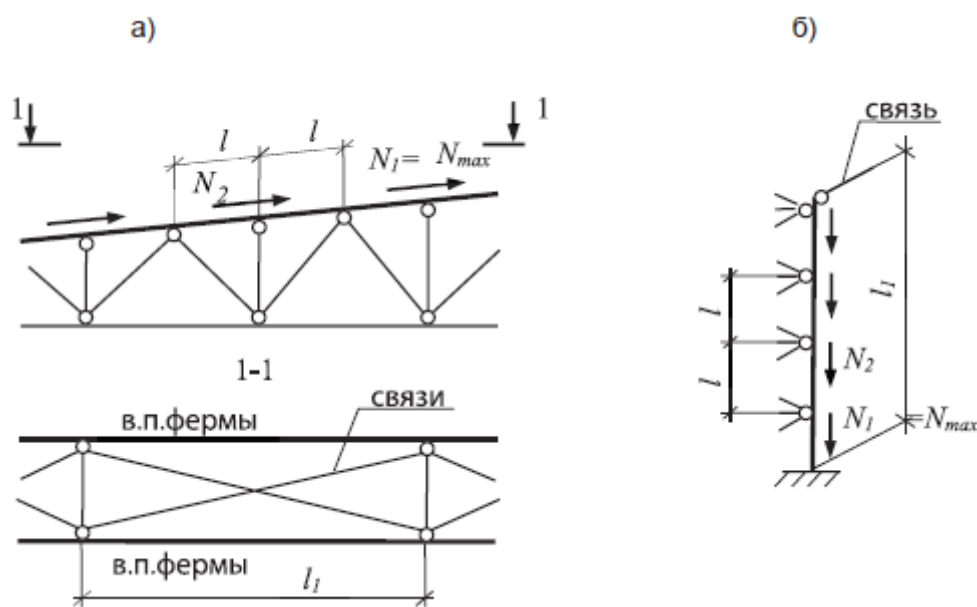 а)
б)
1
1
l
l
N₁= Nmax
N₂
1-1
связи
в.п.фермы
в.п.фермы
l₁
связь
l₁
l
l
N₂
N₁
=Nmax